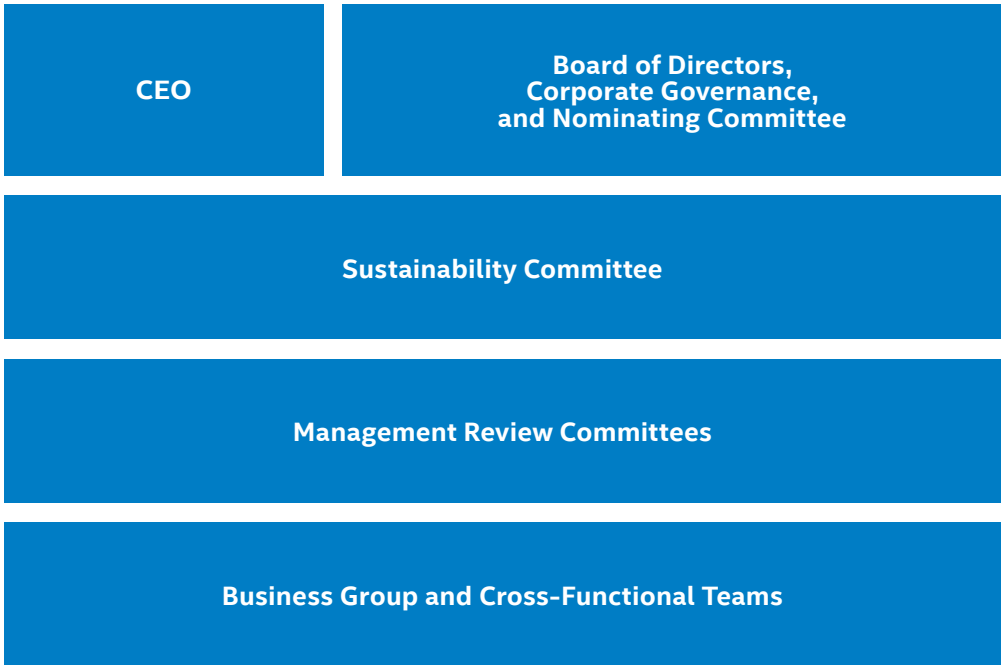 CEO
Board of Directors,
Corporate Governance,
and Nominating Committee
Sustainability Committee
Management Review Committees
Business Group and Cross-Functional Teams